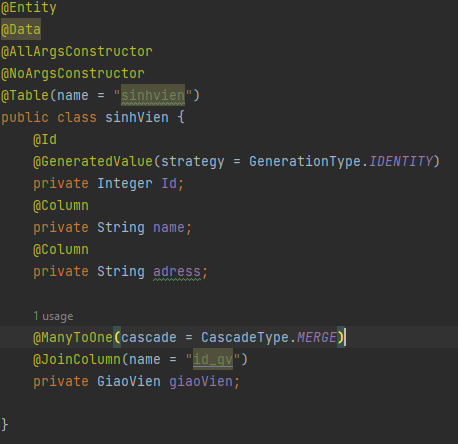 @Entity
@Data
@AllArgsConstructor
@NoArgsConstructor
@Table(name = "sinhvien")
public class sinhVien {
@Id
@GeneratedValue(strategy = GenerationType.IDENTITY)
private Integer Id;
@Column
private String name;
@Column
private String adress;
1 usage
@ManyToOne(cascade = CascadeType.MERGE)
@JoinColumn(name = "id_gv")
private GiaoVien giaoVien;
}